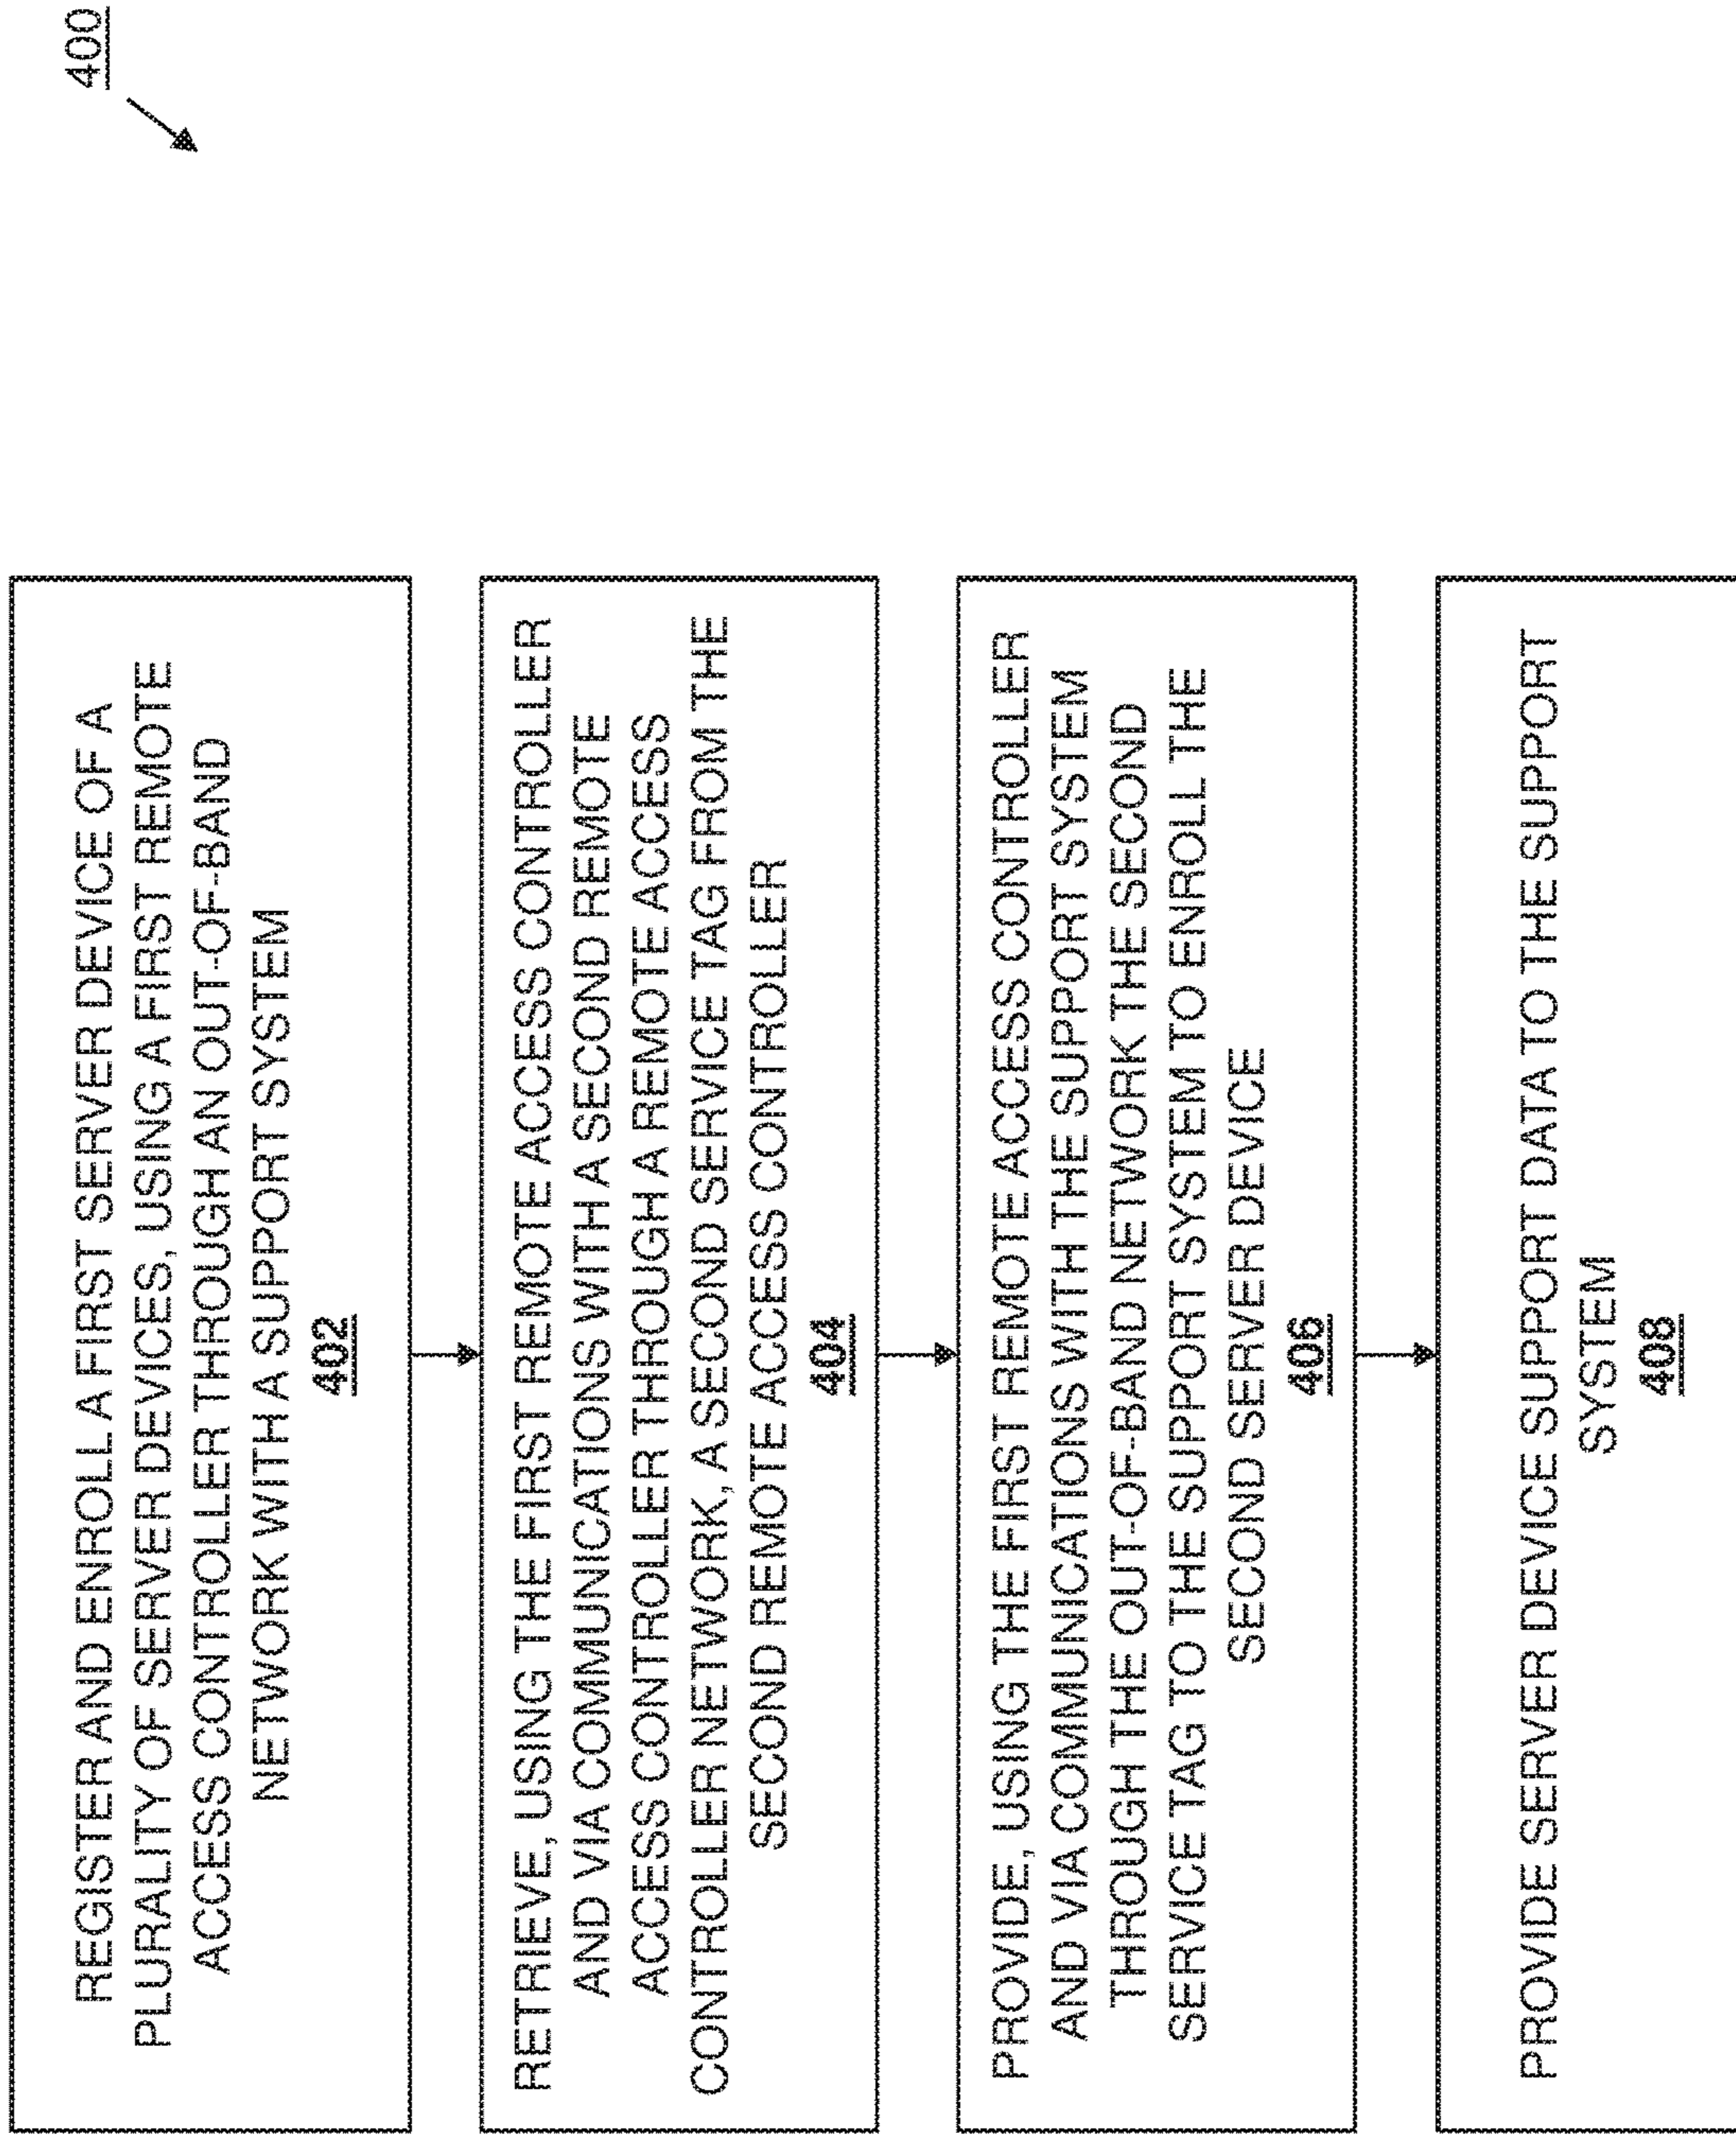 400
REGISTER AND ENROLL A FIRST SERVER DEVICE OF A
PLURALITY OF SERVER DEVICES, USING A FIRST REMOTE
ACCESS CONTROLLER THROUGH AN OUT-OF-BAND
NETWORK WITH A SUPPORT SYSTEM
402
RETRIEVE, USING THE FIRST REMOTE ACCESS CONTROLLER
AND VIA COMMUNICATIONS WITH A SECOND REMOTE
ACCESS CONTROLLER THROUGH A REMOTE ACCESS
CONTROLLER NETWORK, A SECOND SERVICE TAG FROM THE
SECOND REMOTE ACCESS CONTROLLER
404
PROVIDE, USING THE FIRST REMOTE ACCESS CONTROLLER
AND VIA COMMUNICATIONS WITH THE SUPPORT SYSTEM
THROUGH THE OUT-OF-BAND NETWORK THE SECOND
SERVICE TAG TO THE SUPPORT SYSTEM TO ENROLL THE
SECOND SERVER DEVICE
406
PROVIDE SERVER DEVICE SUPPORT DATA TO THE SUPPORT
SYSTEM
408